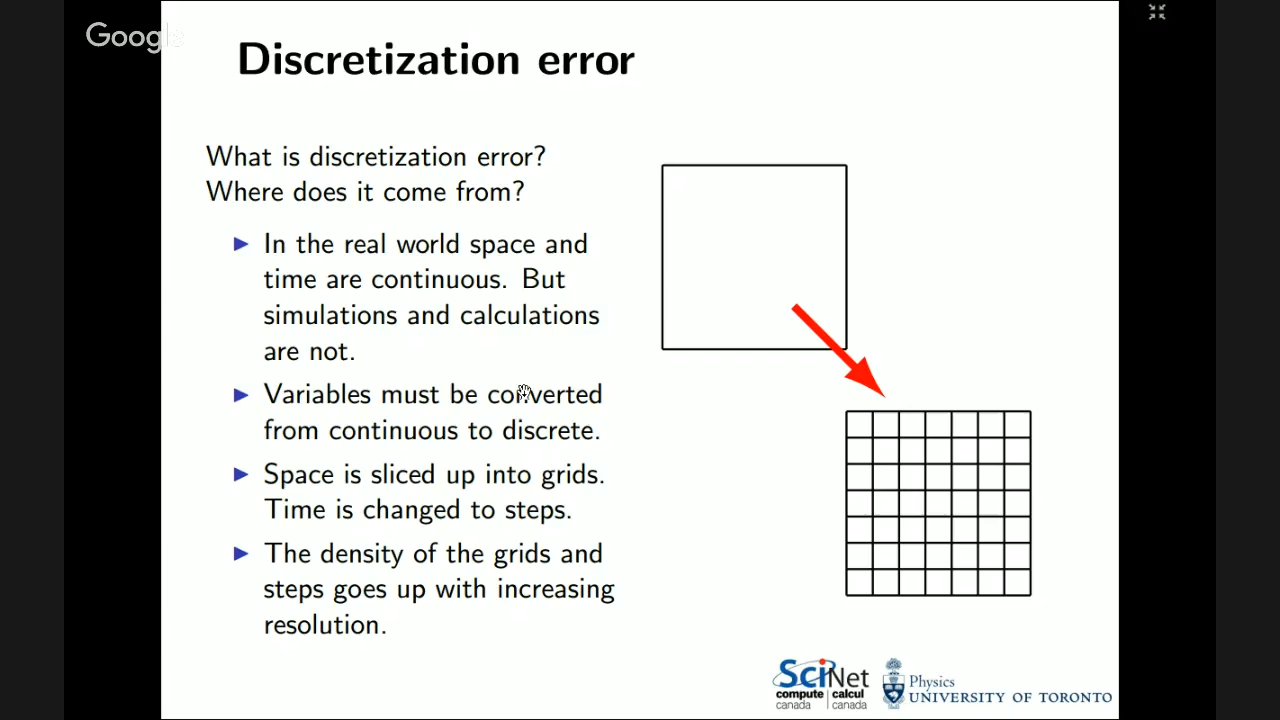 Google
Discretization error
What is discretization error?
Where does it come from?
In the real world space and
time are continuous. But
simulations and calculations
are not.
Variables must be converted
from continuous to discrete.
Space is sliced up into grids.
Time is changed to steps.
The density of the grids and
steps goes up with increasing
resolution.
SciNet
compute | calcul
canada | canada
Physics
UNIVERSITY OF TORONTO